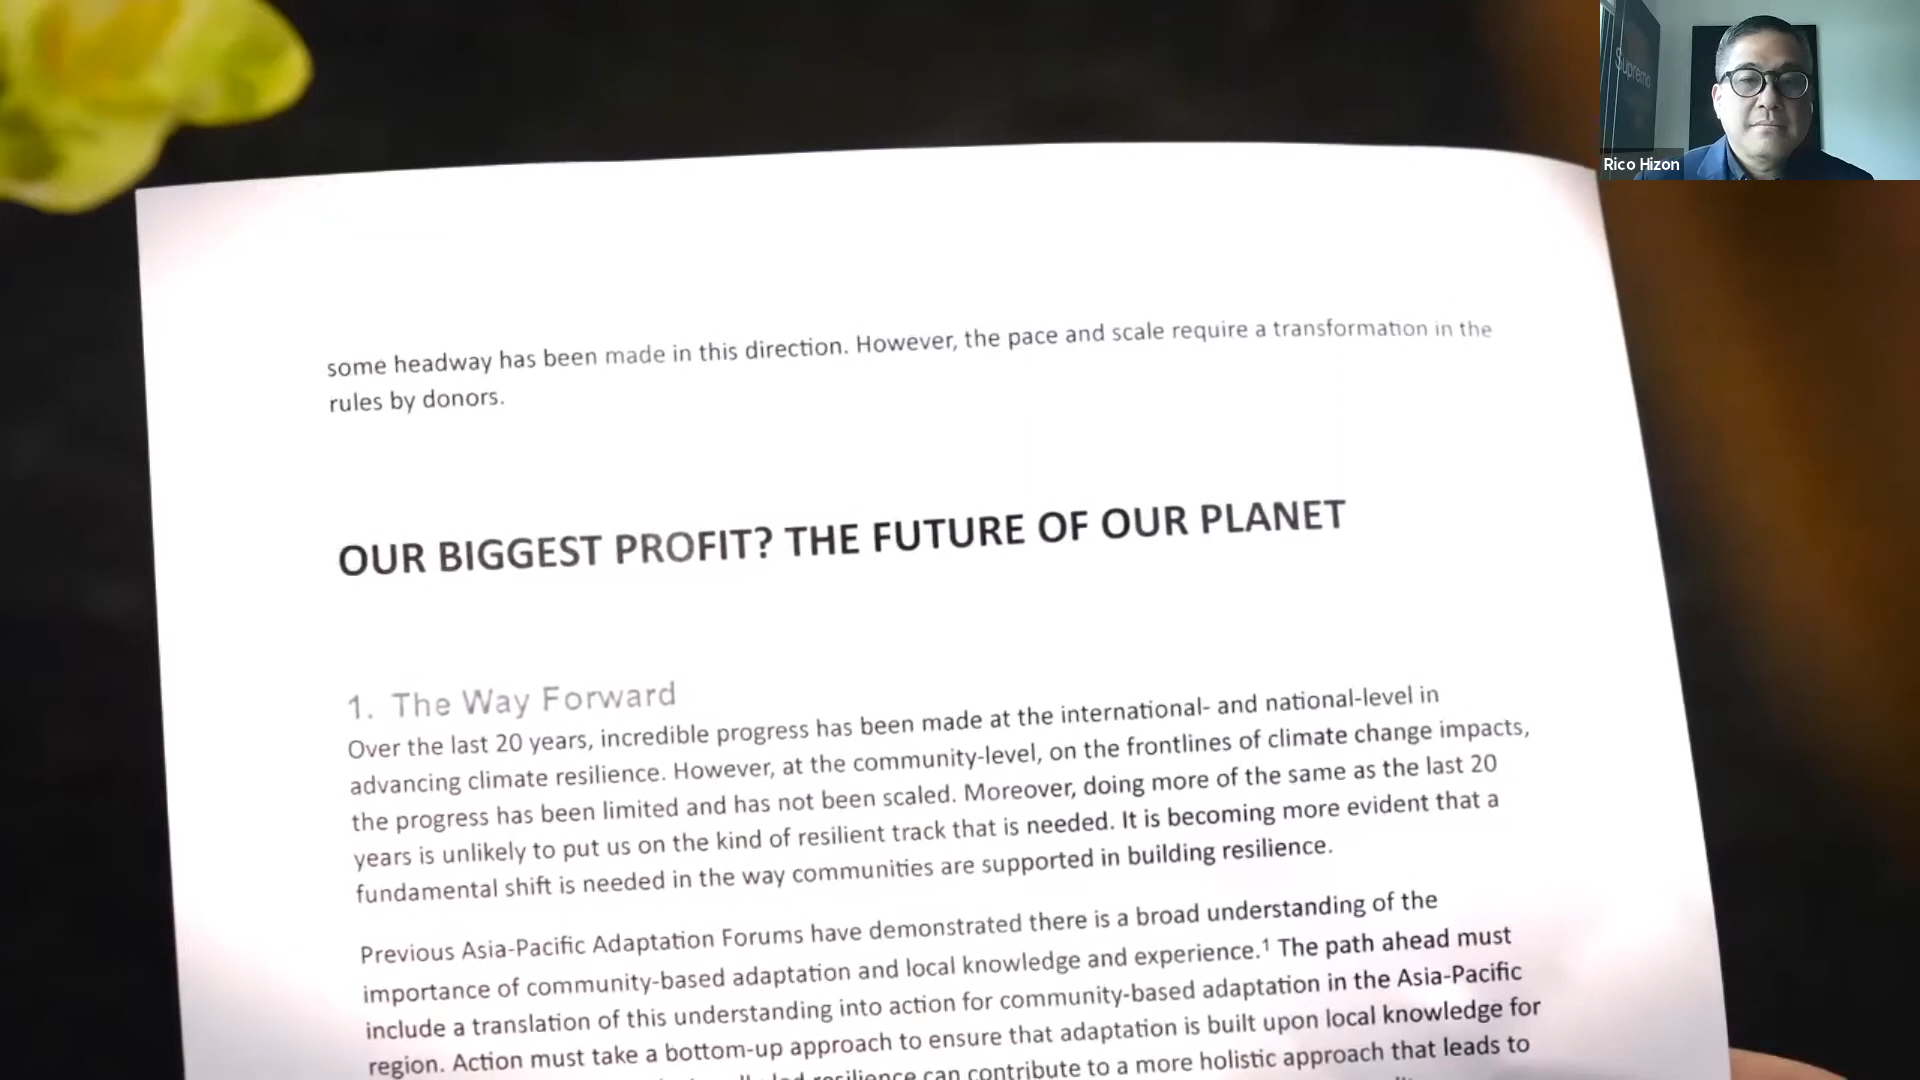 Supremo
Rico Hizon
some headway has been made in this direction. However, the pace and scale require a transformation in the
rules by donors.
OUR BIGGEST PROFIT? THE FUTURE OF OUR PLANET
1. The Way Forward
Over the last 20 years, incredible progress has been made at the international- and national-level in
advancing climate resilience. However, at the community-level, on the frontlines of climate change impacts,
the progress has been limited and has not been scaled. Moreover, doing more of the same as the last 20
years is unlikely to put us on the kind of resilient track that is needed. It is becoming more evident that a
fundamental shift is needed in the way communities are supported in building resilience.
Previous Asia-Pacific Adaptation Forums have demonstrated there is a broad understanding of the
importance of community-based adaptation and local knowledge and experience.¹ The path ahead must
include a translation of this understanding into action for community-based adaptation in the Asia-Pacific
region. Action must take a bottom-up approach to ensure that adaptation is built upon local knowledge for
resilience can contribute to a more holistic approach that leads to